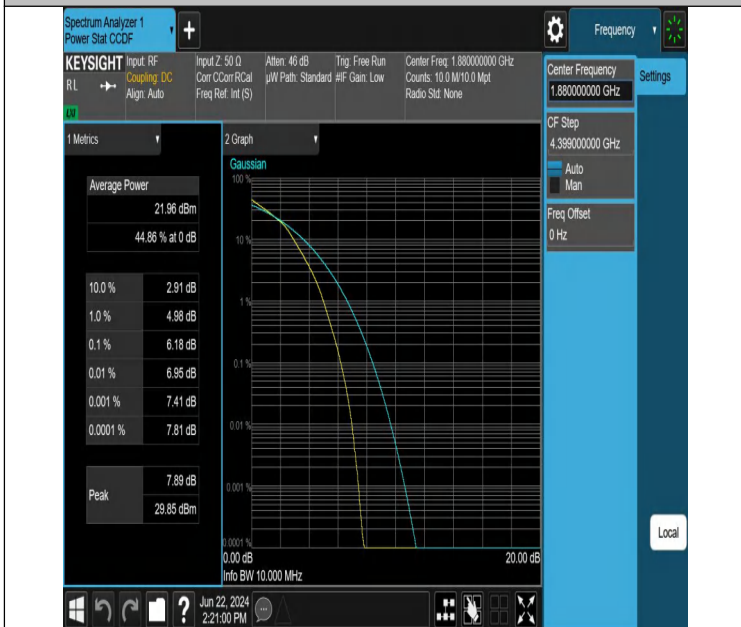 Spectrum Analyzer 1
Power Stat CCDF
+
Frequency
KEYSIGHT
RL
Input: RF
Coupling: DC
Align: Auto
Input Z: 50 Ω
Corr CCorr RCal
Freq Ref: Int (S)
Atten: 46 dB
µW Path: Standard
Trig: Free Run
#IF Gain: Low
Center Freq: 1.880000000 GHz
Counts: 10.0 M/10.0 Mpt
Radio Std: None
Center Frequency
1.880000000 GHz
Settings
CF Step
4.399000000 GHz
Auto
Man
Freq Offset
0 Hz
1 Metrics
Average Power
21.96 dBm
44.86 % at 0 dB
10.0 % 2.91 dB
1.0 % 4.98 dB
0.1 % 6.18 dB
0.01 % 6.95 dB
0.001 % 7.41 dB
0.0001 % 7.81 dB
Peak
7.89 dB
29.85 dBm
2 Graph
Gaussian
100 %
10 %
1 %
0.1 %
0.01 %
0.001 %
0.0001 %
0.00 dB 20.00 dB
Info BW 10.000 MHz
Local
?
Jun 22, 2024
2:21:00 PM